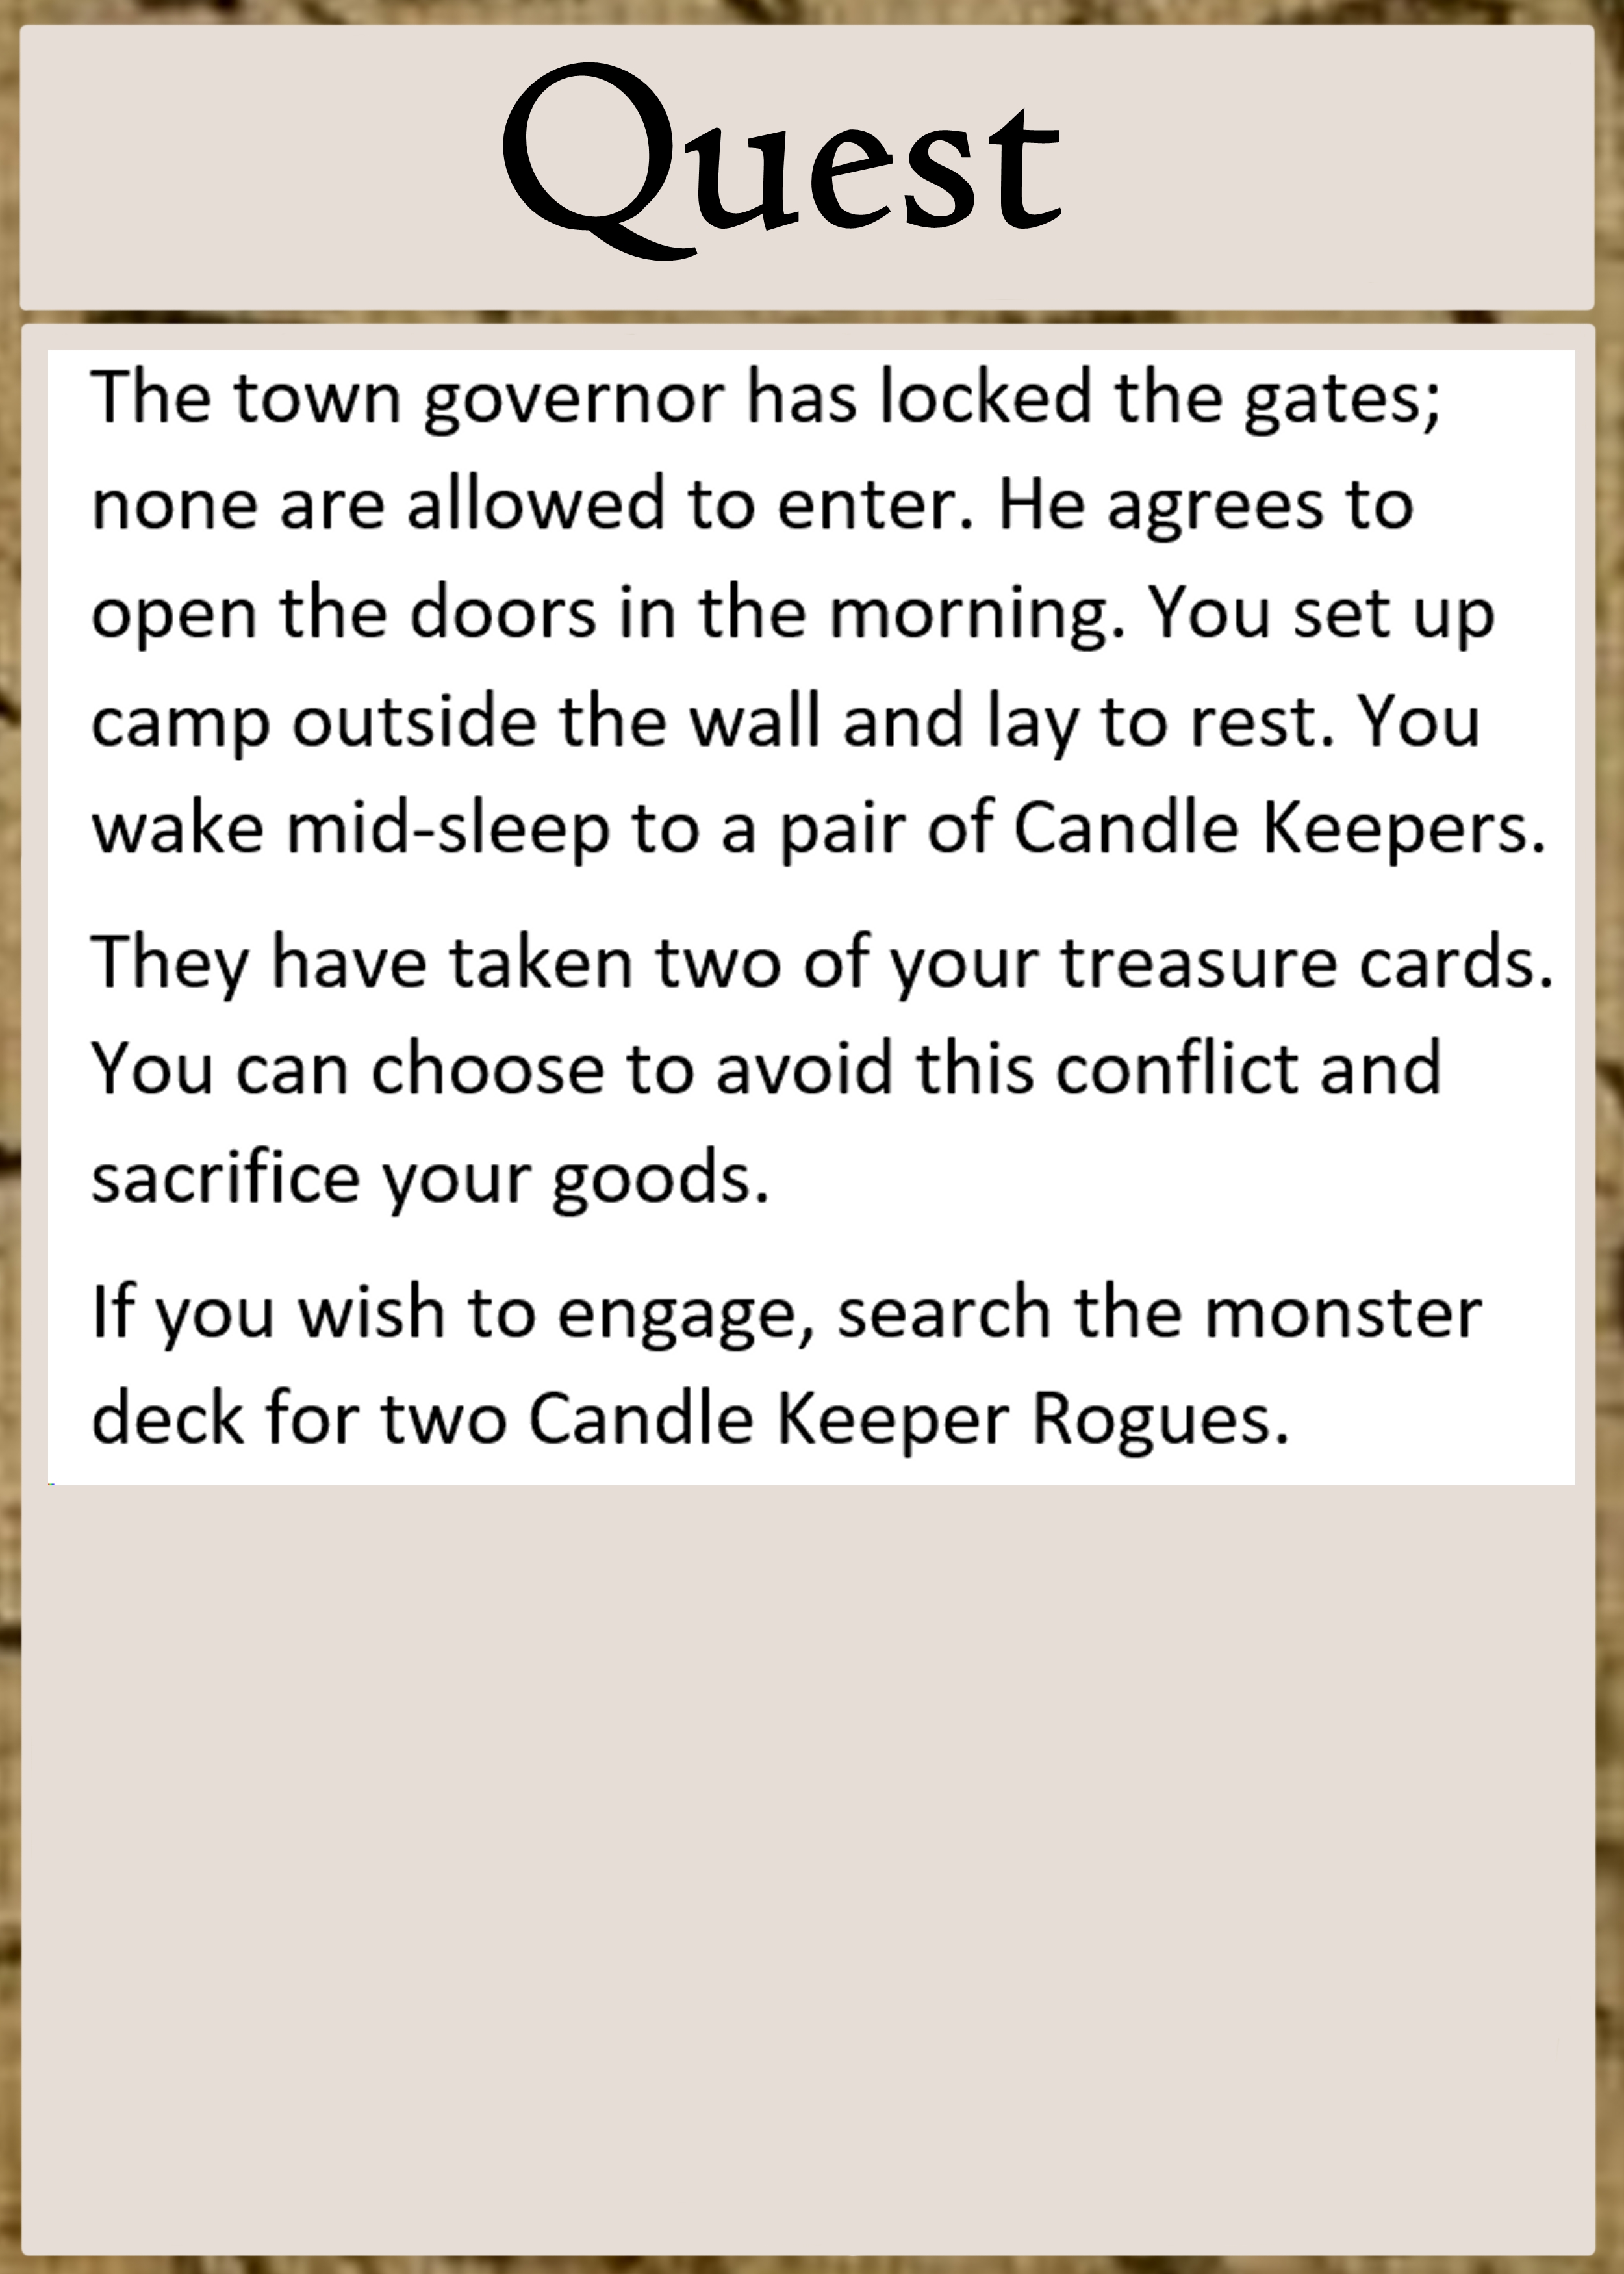 Quest
The town governor has locked the gates;
none are allowed to enter. He agrees to
open the doors in the morning. You set up
camp outside the wall and lay to rest. You
wake mid-sleep to a pair of Candle Keepers.
They have taken two of your treasure cards.
You can choose to avoid this conflict and
sacrifice your goods.
If you wish to engage, search the monster
deck for two Candle Keeper Rogues.